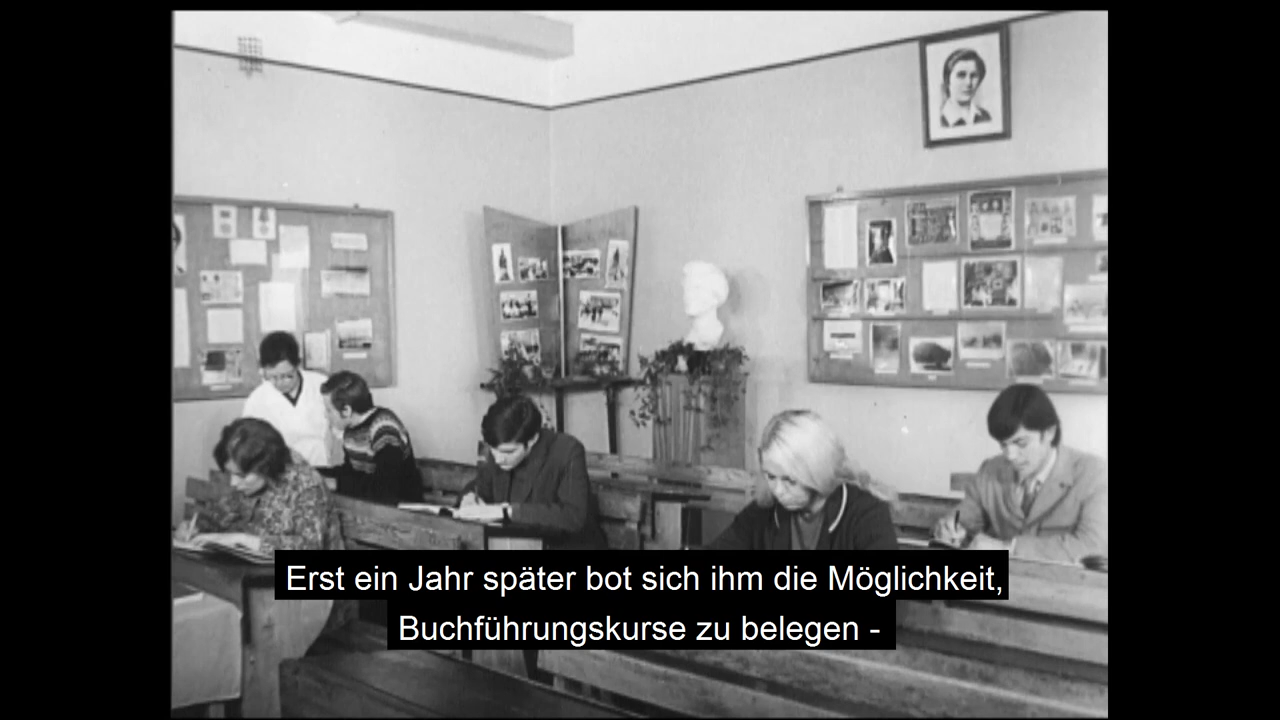 Erst ein Jahr später bot sich ihm die Möglichkeit,
Buchführungskurse zu belegen -